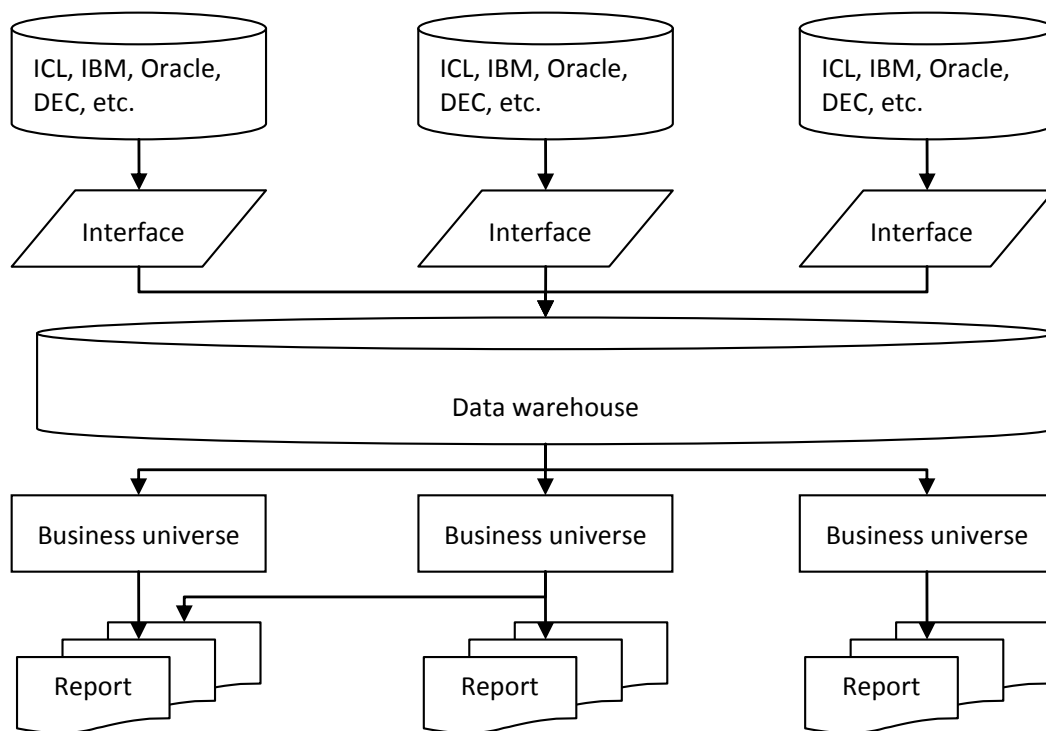 ICL, IBM, Oracle,
DEC, etc.
ICL, IBM, Oracle,
DEC, etc.
ICL, IBM, Oracle,
DEC, etc.
Interface
Interface
Interface
Data warehouse
Business universe
Business universe
Business universe
Report
Report
Report